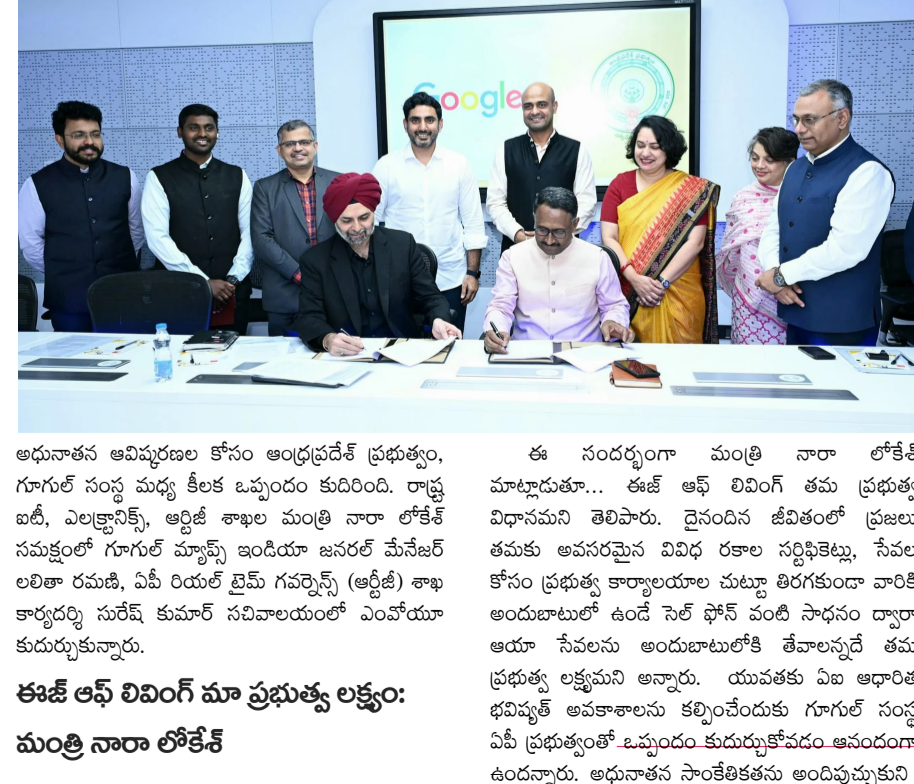 Google
అధునాతన ఆవిష్కరణల కోసం ఆంధ్రప్రదేశ్ ప్రభుత్వం,
గూగుల్ సంస్థ మధ్య కీలక ఒప్పందం కుదిరింది. రాష్ట్ర
ఐటీ, ఎలక్ట్రానిక్స్, ఆర్టిజీ శాఖల మంత్రి నారా లోకేశ్
సమక్షంలో గూగుల్ మ్యాప్స్ ఇండియా జనరల్ మేనేజర్
లలితా రమణి, ఏపీ రియల్ టైమ్ గవర్నెన్స్ (ఆర్టీజీ) శాఖ
కార్యదర్శి సురేష్ కుమార్ సచివాలయంలో ఎంవోయూ
కుదుర్చుకున్నారు.
ఈజ్ ఆఫ్ లివింగ్ మా ప్రభుత్వ లక్ష్యం:
మంత్రి నారా లోకేశ్
ఈ సందర్భంగా మంత్రి నారా లోకేశ్
మాట్లాడుతూ... ఈజ్ ఆఫ్ లివింగ్ తమ ప్రభుత్వ
విధానమని తెలిపారు. దైనందిన జీవితంలో ప్రజలు
తమకు అవసరమైన వివిధ రకాల సర్టిఫికెట్లు, సేవల
కోసం ప్రభుత్వ కార్యాలయాల చుట్టూ తిరగకుండా వారికి
అందుబాటులో ఉండే సెల్ ఫోన్ వంటి సాధనం ద్వారా
ఆయా సేవలను అందుబాటులోకి తేవాలన్నదే తమ
ప్రభుత్వ లక్ష్యమని అన్నారు. యువతకు ఏఐ ఆధారిత
భవిష్యత్ అవకాశాలను కల్పించేందుకు గూగుల్ సంస్థ
ఏపీ ప్రభుత్వంతో ఒప్పందం కుదుర్చుకోవడం ఆనందంగా
ఉందన్నారు. అధునాతన సాంకేతికతను అందిపుచ్చుకుని